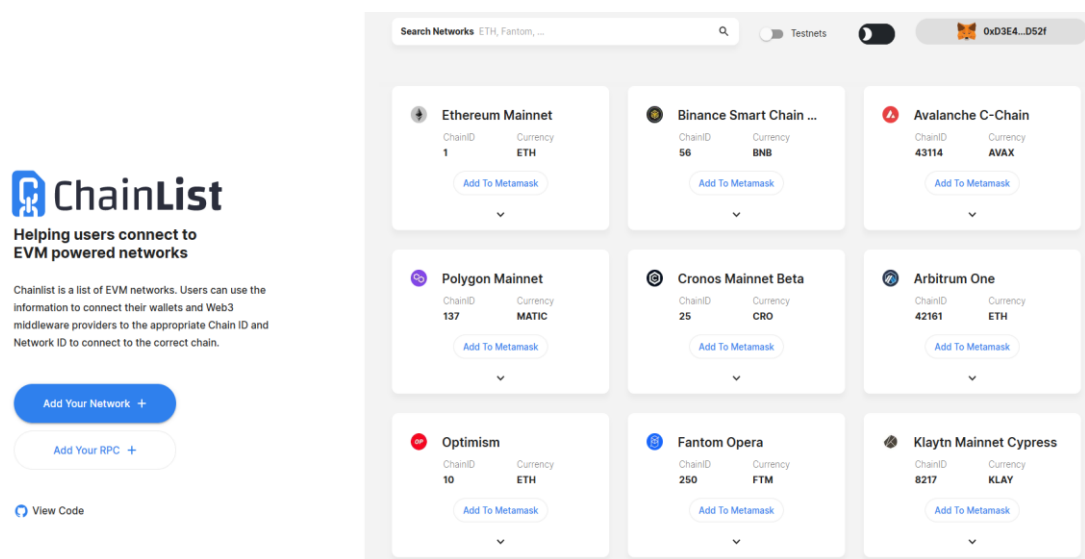 ChainList
Helping users connect to
EVM powered networks
Chainlist is a list of EVM networks. Users can use the
information to connect their wallets and Web3
middleware providers to the appropriate Chain ID and
Network ID to connect to the correct chain.
Add Your Network +
Add Your RPC +
View Code
Search Networks ETH, Fantom, ...
Testnets
0xD3E4...D52f
Ethereum Mainnet
ChainID Currency
1 ETH
Add To Metamask
Binance Smart Chain ...
ChainID Currency
56 BNB
Add To Metamask
Avalanche C-Chain
ChainID Currency
43114 AVAX
Add To Metamask
Polygon Mainnet
ChainID Currency
137 MATIC
Add To Metamask
Cronos Mainnet Beta
ChainID Currency
25 CRO
Add To Metamask
Arbitrum One
ChainID Currency
42161 ETH
Add To Metamask
OP
Optimism
ChainID Currency
10 ETH
Add To Metamask
Fantom Opera
ChainID Currency
250 FTM
Add To Metamask
Klaytn Mainnet Cypress
ChainID Currency
8217 KLAY
Add To Metamask